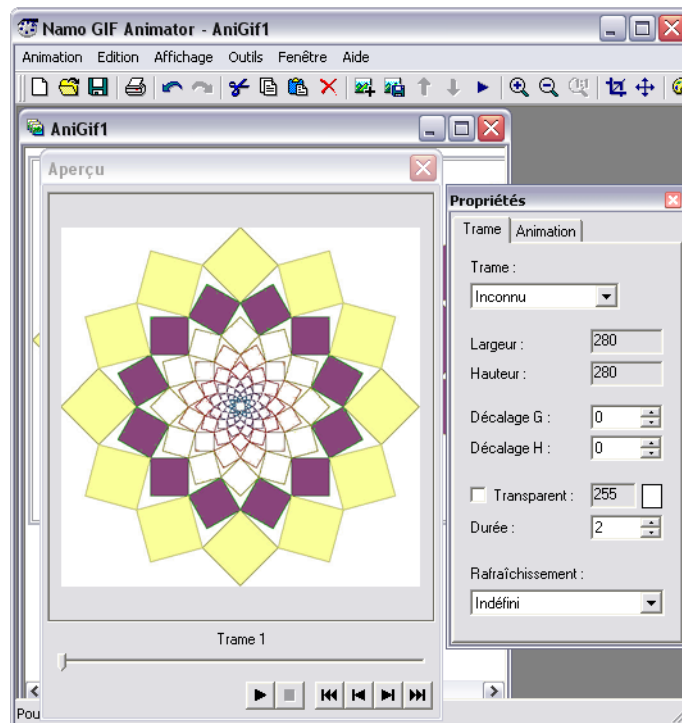 Namo GIF Animator - AniGif1
Animation Edition Affichage Outils Fenêtre Aide
AniGif1
Aperçu
Trame 1
Propriétés
Trame Animation
Trame :
Inconnu
Largeur : 280
Hauteur : 280
Décalage G : 0
Décalage H : 0
Transparent : 255
Durée : 2
Rafraîchissement :
Indéfini
Pou